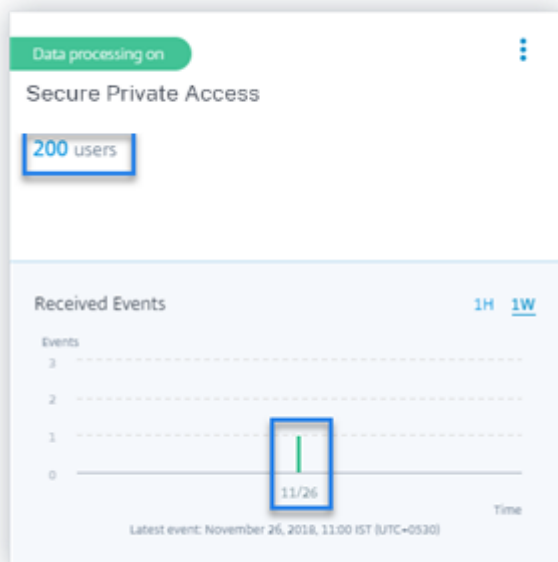 Data processing on
Secure Private Access
200 users
Received Events
1H 1W
Events
3
2
1
0
11/26
Time
Latest event: November 26, 2018, 11:00 IST (UTC+0530)